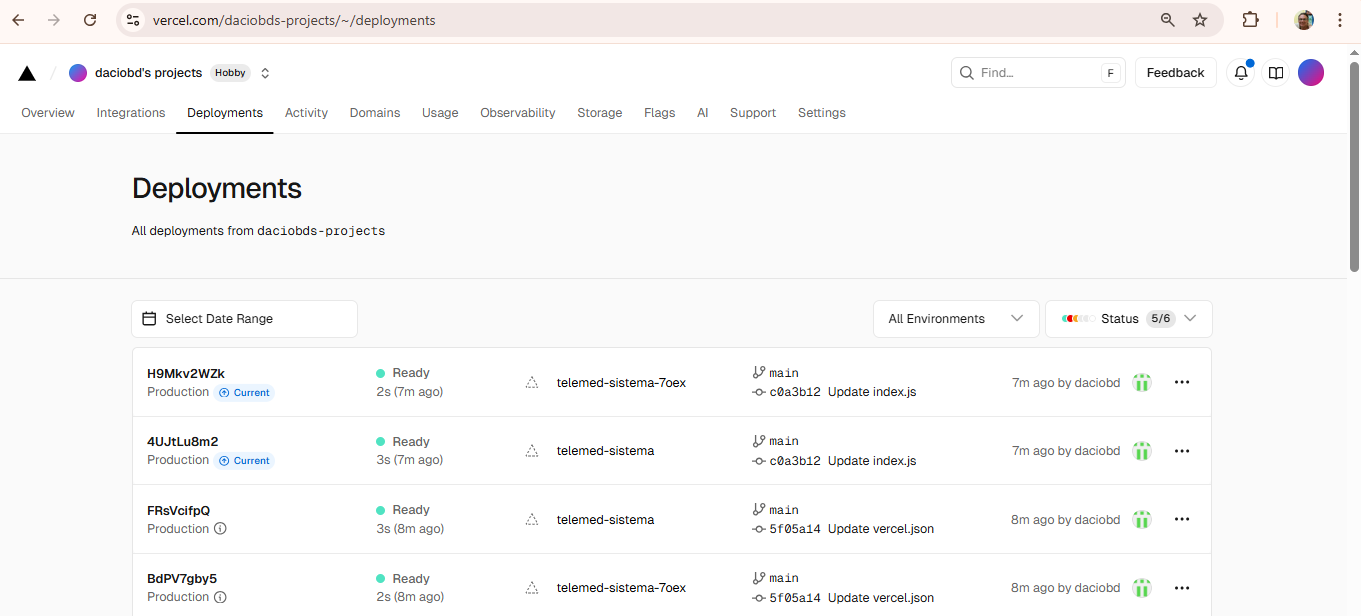 vercel.com/daciobds-projects/~/deployments
daciobd's projects Hobby Find... F Feedback
Overview Integrations Deployments Activity Domains Usage Observability Storage Flags AI Support Settings
Deployments
All deployments from daciobds-projects
Select Date Range All Environments Status 5/6
H9Mkv2WZk Ready main
Production Current 2s (7m ago) telemed-sistema-7oex c0a3b12 Update index.js 7m ago by daciobd
4UJtLu8m2 Ready main
Production Current 3s (7m ago) telemed-sistema c0a3b12 Update index.js 7m ago by daciobd
FRsVcifpQ Ready main
Production 3s (8m ago) telemed-sistema 5f05a14 Update vercel.json 8m ago by daciobd
BdPV7gby5 Ready main
Production 2s (8m ago) telemed-sistema-7oex 5f05a14 Update vercel.json 8m ago by daciobd